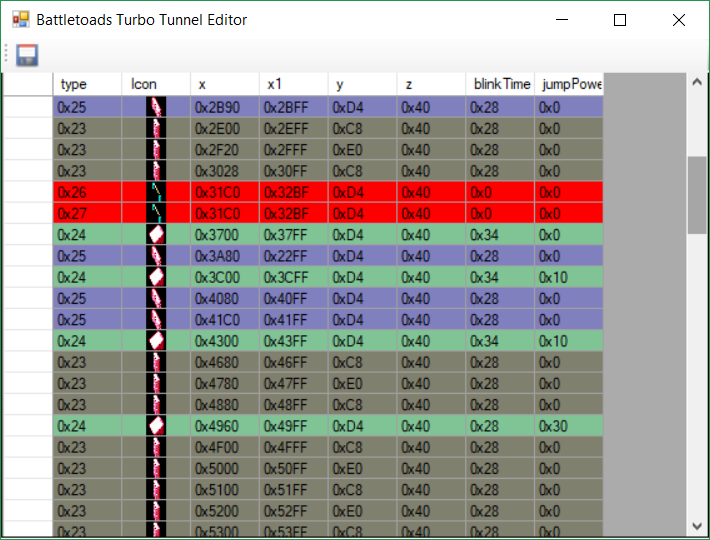 Battletoads Turbo Tunnel Editor
type Icon x x1 y z blinkTime jumpPowe
0x25 0x2B90 0x2BFF 0xD4 0x40 0x28 0x0
0x23 0x2E00 0x2EFF 0xC8 0x40 0x28 0x0
0x23 0x2F20 0x2FFF 0xE0 0x40 0x28 0x0
0x23 0x3028 0x30FF 0xC8 0x40 0x28 0x0
0x26 0x31C0 0x32BF 0xD4 0x40 0x0 0x0
0x27 0x31C0 0x32BF 0xD4 0x40 0x0 0x0
0x24 0x3700 0x37FF 0xD4 0x40 0x34 0x0
0x25 0x3A80 0x22FF 0xD4 0x40 0x28 0x0
0x24 0x3C00 0x3CFF 0xD4 0x40 0x34 0x10
0x25 0x4080 0x40FF 0xD4 0x40 0x28 0x0
0x25 0x41C0 0x41FF 0xD4 0x40 0x28 0x0
0x24 0x4300 0x43FF 0xD4 0x40 0x34 0x10
0x23 0x4680 0x46FF 0xC8 0x40 0x28 0x0
0x23 0x4780 0x47FF 0xE0 0x40 0x28 0x0
0x23 0x4880 0x48FF 0xC8 0x40 0x28 0x0
0x24 0x4960 0x49FF 0xD4 0x40 0x28 0x30
0x23 0x4F00 0x4FFF 0xC8 0x40 0x28 0x0
0x23 0x5000 0x50FF 0xE0 0x40 0x28 0x0
0x23 0x5100 0x51FF 0xC8 0x40 0x28 0x0
0x23 0x5200 0x52FF 0xE0 0x40 0x28 0x0
0x23 0x5300 0x53FF 0xC8 0x40 0x28 0x0